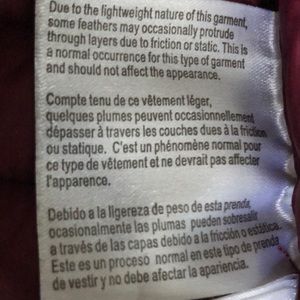 Due to the lightweight nature of this garment,
some feathers may occasionally protrude
through layers due to friction or static. This is
a normal occurrence for this type of garment
and should not affect the appearance.
Compte tenu de ce vêtement léger,
quelques plumes peuvent occasionnellement
dépasser à travers les couches dues à la friction
ou statique. C'est un phénomène normal pour
ce type de vêtement et ne devrait pas affecter
l'apparence.
Debido a la ligereza de peso de esta prenda,
ocasionalmente las plumas pueden sobresalir
a través de las capas debido a la fricción o estática.
Este es un proceso normal en este tipo de prenda
de vestir y no debe afectar la apariencia.